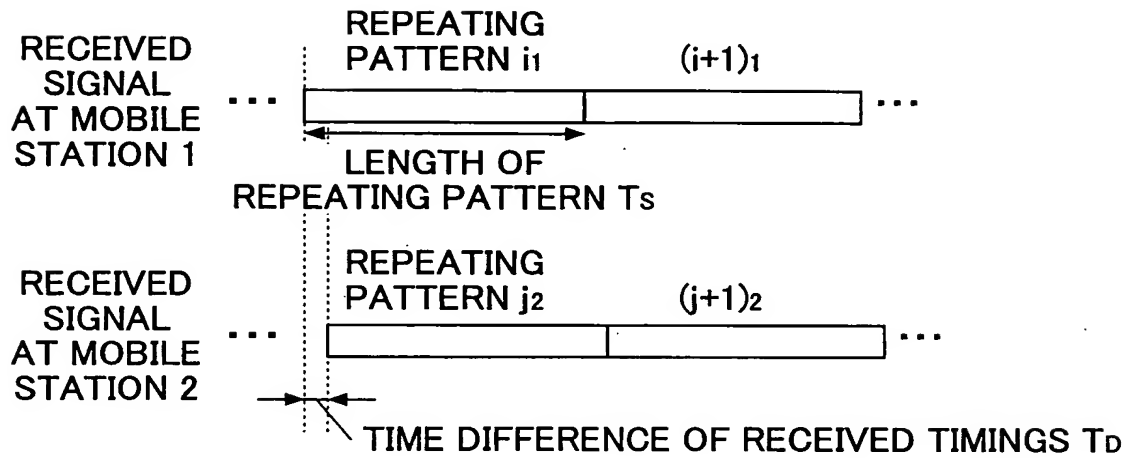 RECEIVED
SIGNAL
AT MOBILE
STATION 1
REPEATING
PATTERN i1
(i+1)1
...
...
LENGTH OF
REPEATING PATTERN Ts
RECEIVED
SIGNAL
AT MOBILE
STATION 2
REPEATING
PATTERN j2
(j+1)2
...
...
TIME DIFFERENCE OF RECEIVED TIMINGS TD